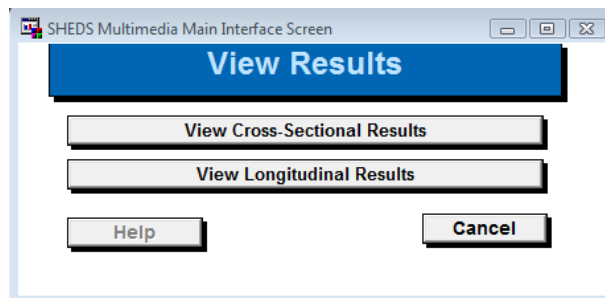 SHEDS Multimedia Main Interface Screen
View Results
View Cross-Sectional Results
View Longitudinal Results
Help
Cancel